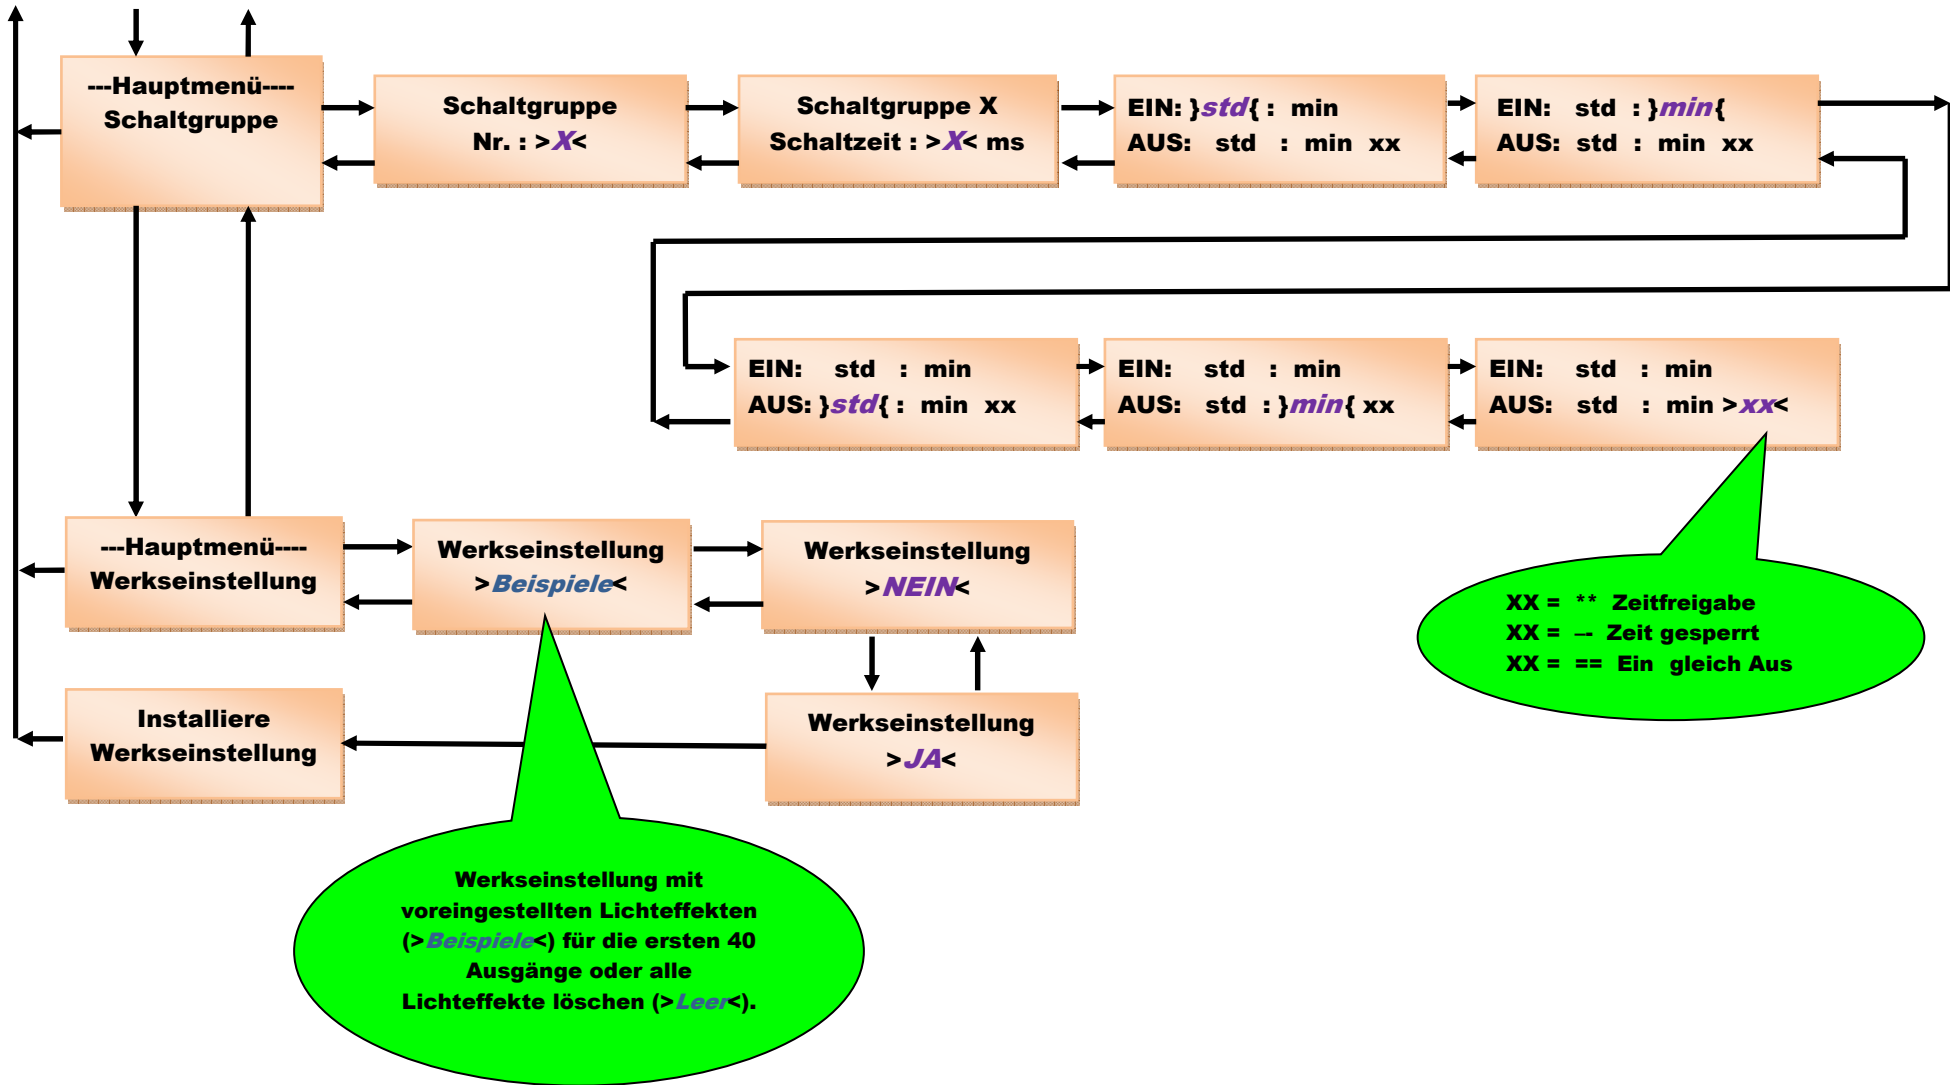 ---Hauptmenü----
Schaltgruppe
Schaltgruppe
Nr. : >X<
Schaltgruppe X
Schaltzeit : >X< ms
EIN: }std{ : min
AUS: std : min xx
EIN: std : }min{
AUS: std : min xx
EIN: std : min
AUS: }std{ : min xx
EIN: std : min
AUS: std : }min{ xx
EIN: std : min
AUS: std : min >xx<
---Hauptmenü----
Werkseinstellung
Werkseinstellung
>Beispiele<
Werkseinstellung
>NEIN<
XX = ** Zeitfreigabe
XX = –- Zeit gesperrt
XX = == Ein gleich Aus
Installiere
Werkseinstellung
Werkseinstellung
>JA<
Werkseinstellung mit
voreingestellten Lichteffekten
(>Beispiele<) für die ersten 40
Ausgänge oder alle
Lichteffekte löschen (>Leer<).